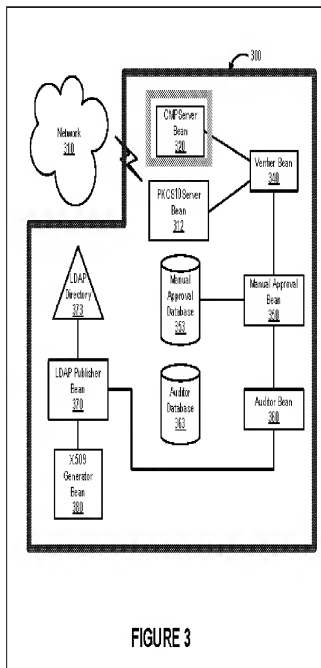 300
Network
310
CMPServer
Bean
320
Verifier Bean
340
PKCS10Server
Bean
312
LDAP
Directory
373
Manual
Approval
Database
353
Manual Approval
Bean
350
LDAP Publisher
Bean
370
Auditor
Database
363
Auditor Bean
360
X509
Generator
Bean
380
FIGURE 3